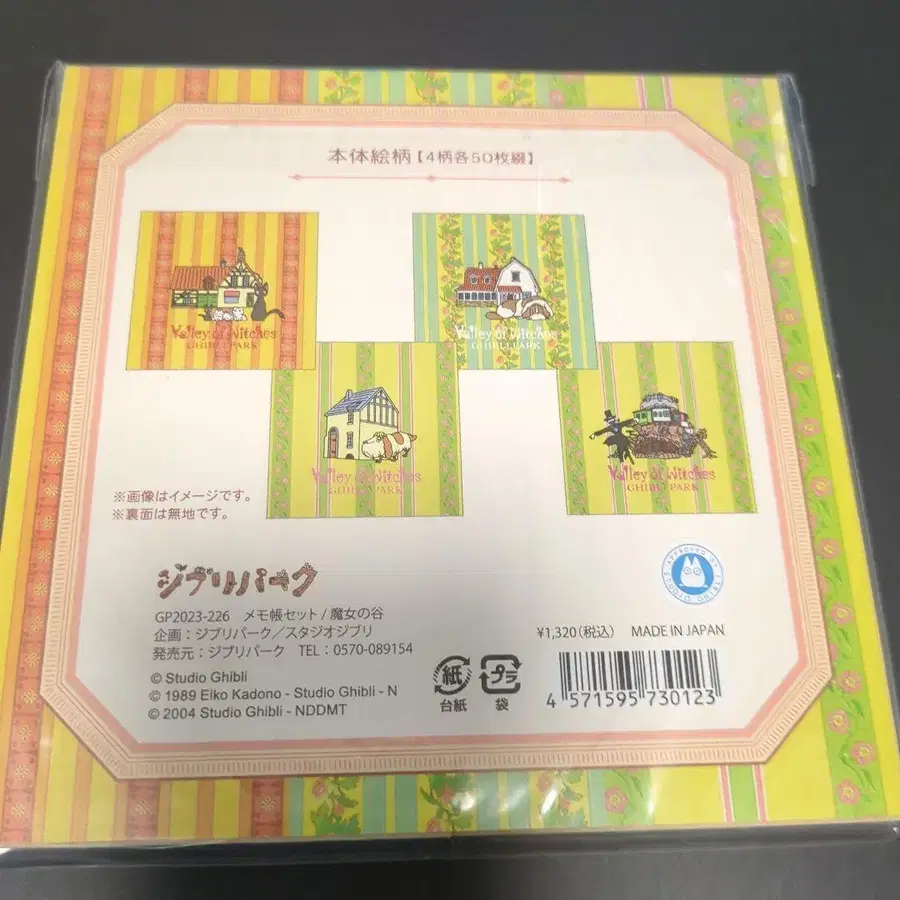 本体絵柄【4柄各50枚綴】
Valley of Witches
GHIBLI PARK
Valley of Witches
GHIBLI PARK
Valley of Witches
GHIBLI PARK
Valley of Witches
GHIBLI PARK
※画像はイメージです。
※裏面は無地です。
ジブリパーク
GP2023-226 メモ帳セット / 魔女の谷
企画：ジブリパーク／スタジオジブリ
発売元：ジブリパーク TEL：0570-089154
© Studio Ghibli
© 1989 Eiko Kadono - Studio Ghibli - N
© 2004 Studio Ghibli - NDDMT
紙
台紙
プラ
袋
¥1,320（税込） MADE IN JAPAN
4 571595 730123